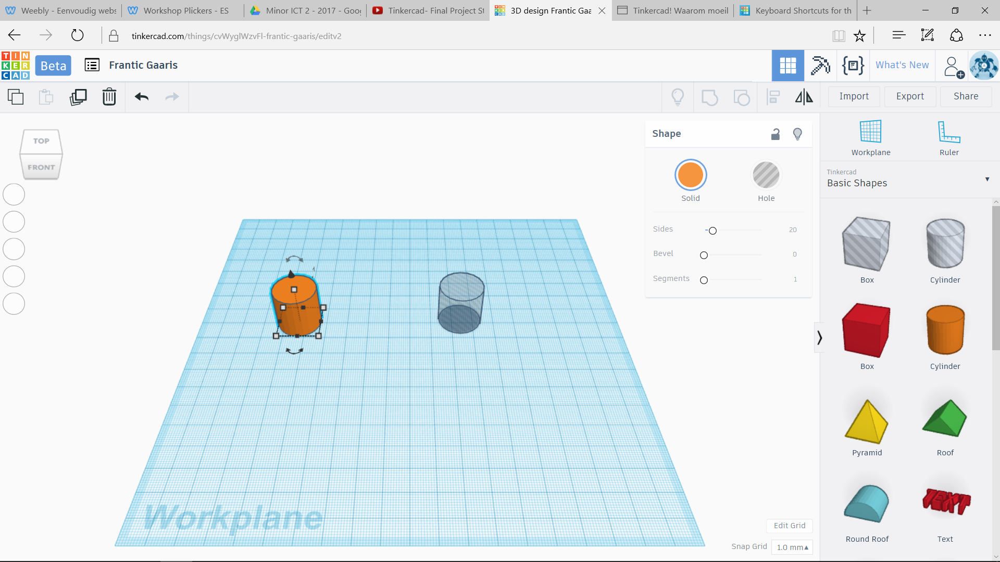 Weebly - Eenvoudig webs
Workshop Plickers - ES
Minor ICT 2 - 2017 - Goo
Tinkercad- Final Project St
3D design Frantic Gaa
Tinkercad! Waarom moeil
Keyboard Shortcuts for th
tinkercad.com/things/cvWyglWzvFl-frantic-gaaris/editv2
TIN
KER
CAD
Beta
Frantic Gaaris
What's New
Import
Export
Share
TOP
FRONT
Shape
Solid
Hole
Sides
20
Bevel
0
Segments
1
Workplane
Ruler
Tinkercad
Basic Shapes
Box
Cylinder
Box
Cylinder
Pyramid
Roof
Round Roof
Text
TEXT
Workplane
Edit Grid
Snap Grid
1.0 mm